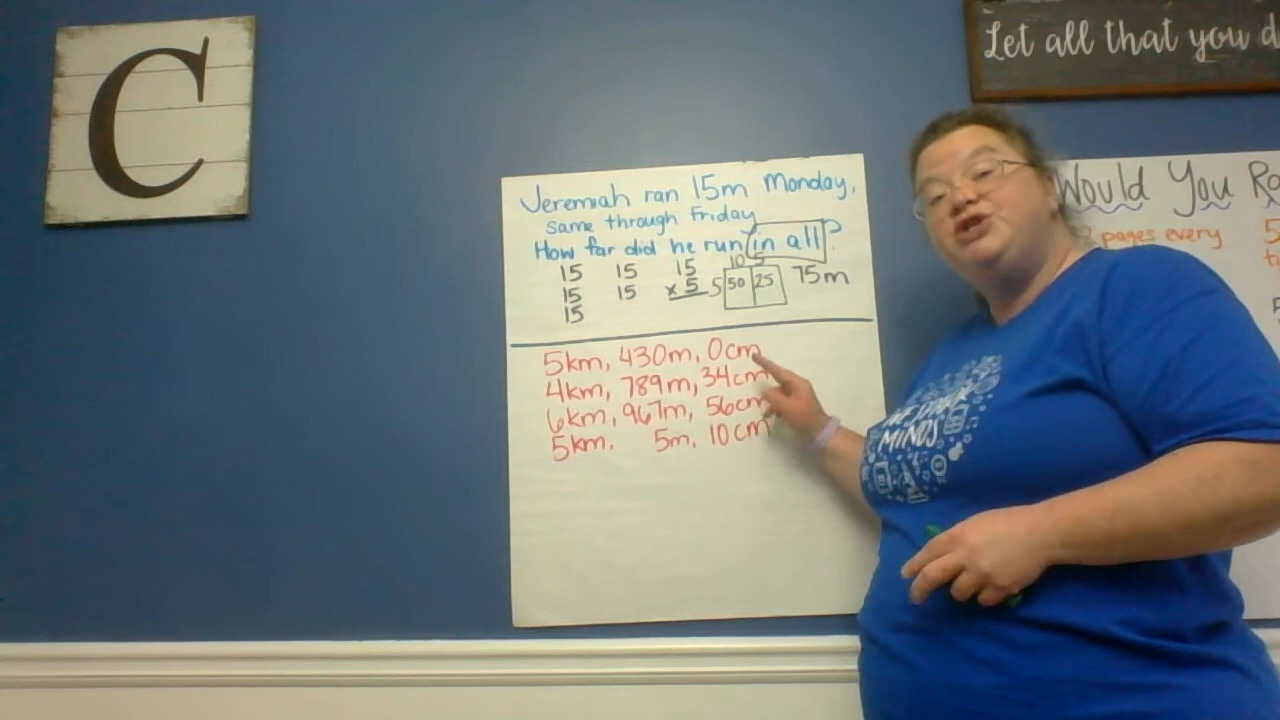 C
Let all that you d
Jeremiah ran 15m Monday,
same through Friday
How far did he run in all?
10 5
15 15 15 5 50 25 75m
15 15 x 5
15
5km, 430m, 0cm
4km, 789m, 34cm
6km, 967m, 56cm
5km. 5m, 10cm
Would You Ra
pages every
MINDS